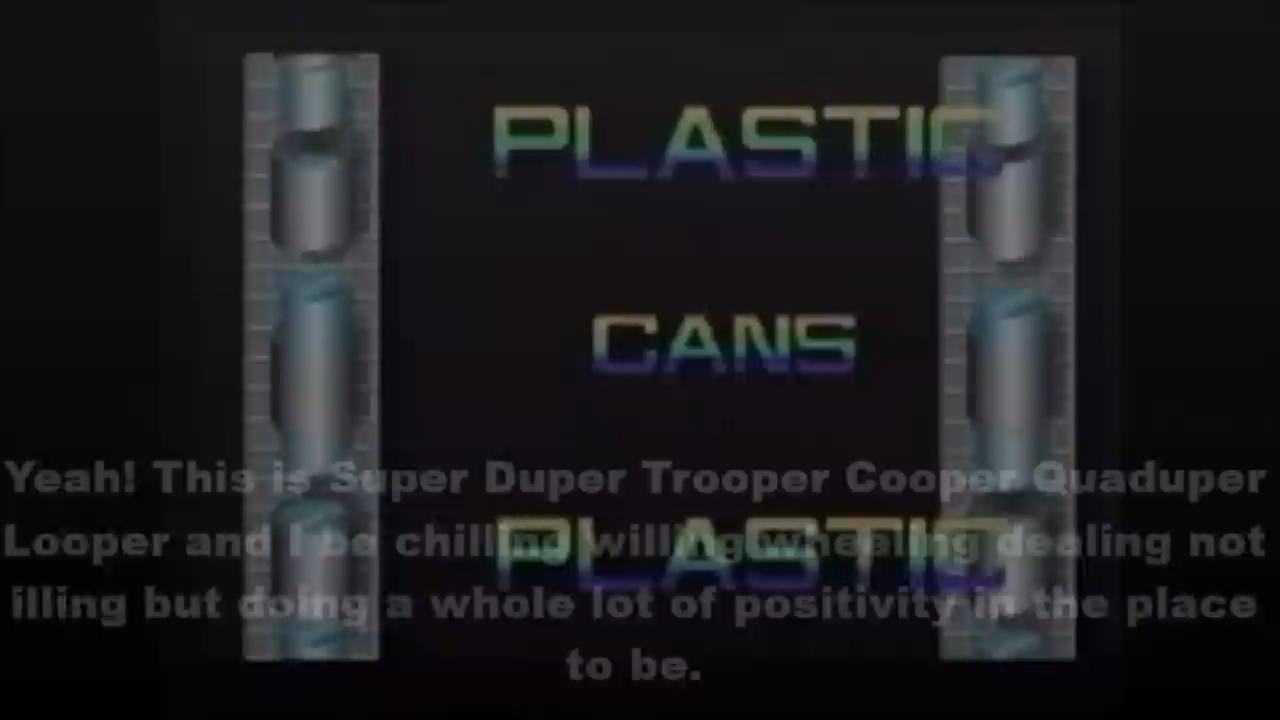 PLASTIC
CANS
Yeah! This is Super Duper Trooper Cooper Quaduper
Looper and I be chilling willing wheeling dealing not
PLASTIC
illing but doing a whole lot of positivity in the place
to be.